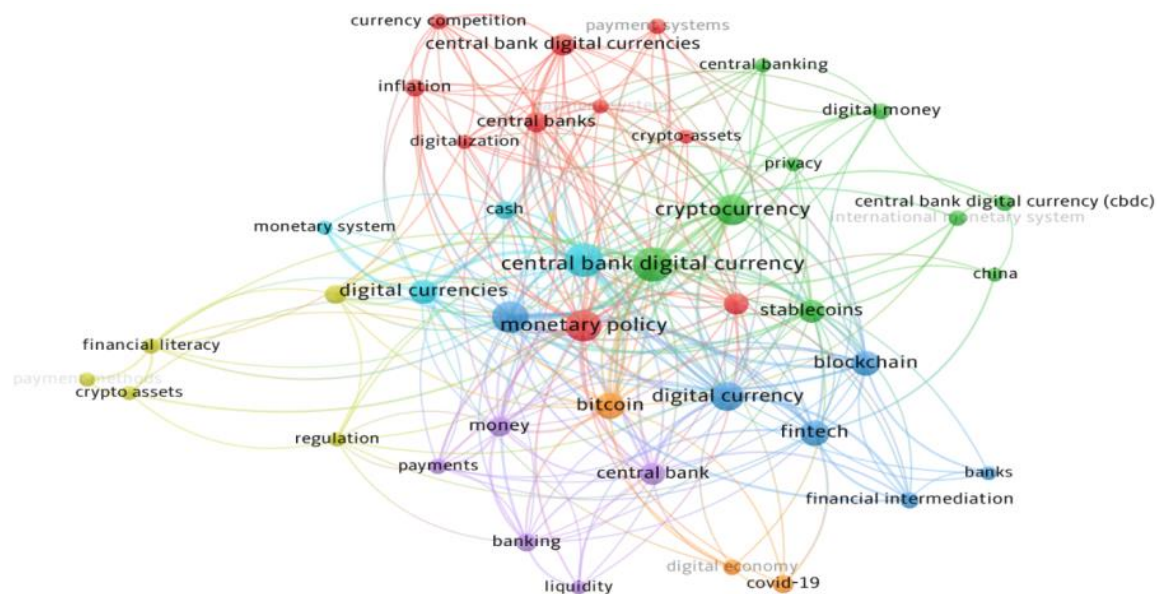 currency competition
payment systems
central bank digital currencies
central banking
inflation
digital money
central banks
digitalization
crypto-assets
privacy
cash
cryptocurrency
central bank digital currency (cbdc)
international monetary system
monetary system
central bank digital currency
china
digital currencies
stablecoins
monetary policy
financial literacy
blockchain
payment methods
crypto assets
digital currency
bitcoin
money
fintech
regulation
payments
central bank
banks
financial intermediation
banking
digital economy
liquidity
covid-19